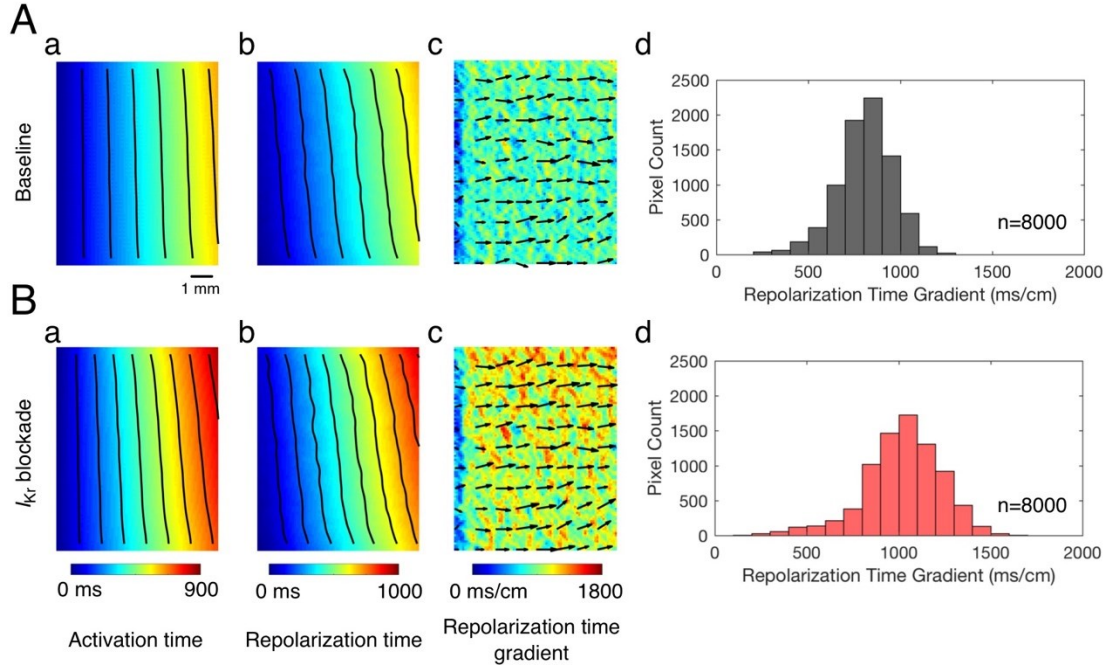 A
a
b
c
d
Baseline
1 mm
2500
2000
1500
1000
500
0
Pixel Count
n=8000
0
500
1000
1500
2000
Repolarization Time Gradient (ms/cm)
B
a
b
c
d
IKr blockade
0 ms
900
0 ms
1000
0 ms/cm
1800
Activation time
Repolarization time
Repolarization time
gradient
2500
2000
1500
1000
500
0
Pixel Count
n=8000
0
500
1000
1500
2000
Repolarization Time Gradient (ms/cm)